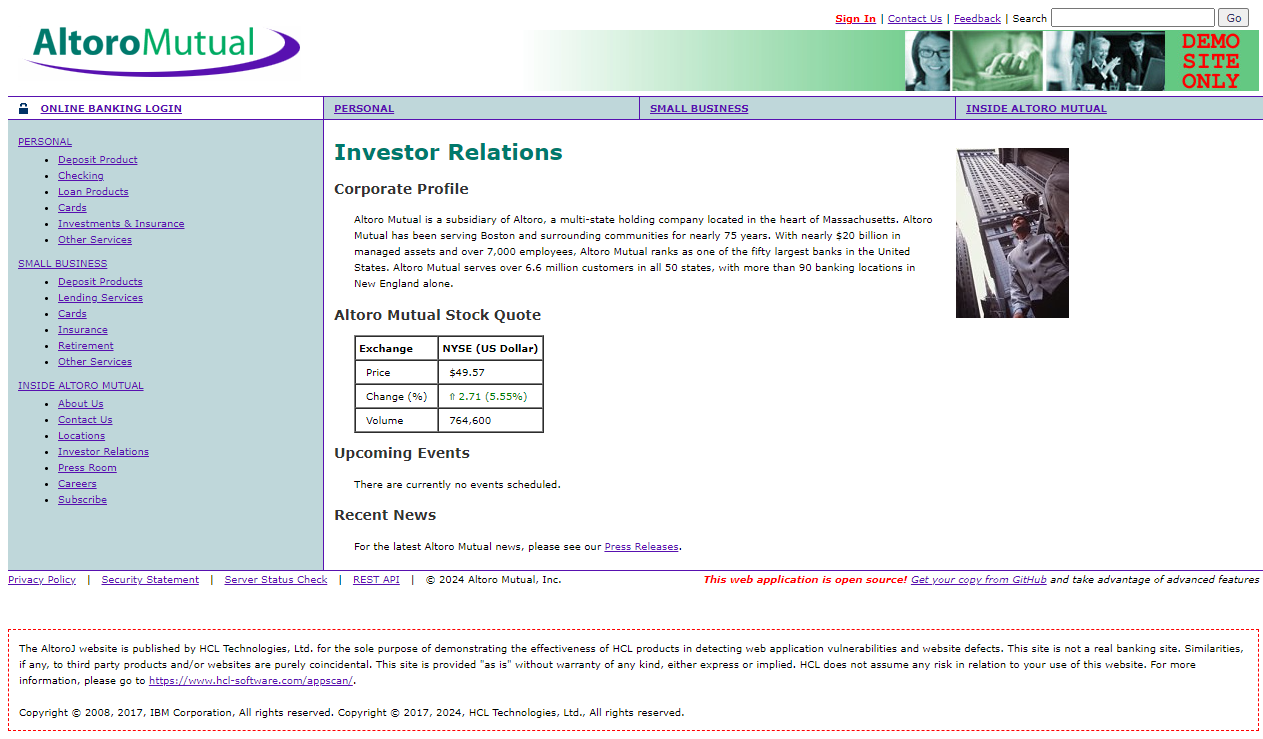 Sign In | Contact Us | Feedback | Search Go
AltoroMutual
DEMO
SITE
ONLY
ONLINE BANKING LOGIN
PERSONAL
SMALL BUSINESS
INSIDE ALTORO MUTUAL
PERSONAL
Deposit Product
Checking
Loan Products
Cards
Investments & Insurance
Other Services
SMALL BUSINESS
Deposit Products
Lending Services
Cards
Insurance
Retirement
Other Services
INSIDE ALTORO MUTUAL
About Us
Contact Us
Locations
Investor Relations
Press Room
Careers
Subscribe
Investor Relations
Corporate Profile
Altoro Mutual is a subsidiary of Altoro, a multi-state holding company located in the heart of Massachusetts. Altoro
Mutual has been serving Boston and surrounding communities for nearly 75 years. With nearly $20 billion in
managed assets and over 7,000 employees, Altoro Mutual ranks as one of the fifty largest banks in the United
States. Altoro Mutual serves over 6.6 million customers in all 50 states, with more than 90 banking locations in
New England alone.
Altoro Mutual Stock Quote
Exchange NYSE (US Dollar)
Price $49.57
Change (%) ⇑ 2.71 (5.55%)
Volume 764,600
Upcoming Events
There are currently no events scheduled.
Recent News
For the latest Altoro Mutual news, please see our Press Releases.
Privacy Policy | Security Statement | Server Status Check | REST API | © 2024 Altoro Mutual, Inc.
This web application is open source! Get your copy from GitHub and take advantage of advanced features
The AltoroJ website is published by HCL Technologies, Ltd. for the sole purpose of demonstrating the effectiveness of HCL products in detecting web application vulnerabilities and website defects. This site is not a real banking site. Similarities,
if any, to third party products and/or websites are purely coincidental. This site is provided "as is" without warranty of any kind, either express or implied. HCL does not assume any risk in relation to your use of this website. For more
information, please go to https://www.hcl-software.com/appscan/.
Copyright © 2008, 2017, IBM Corporation, All rights reserved. Copyright © 2017, 2024, HCL Technologies, Ltd., All rights reserved.